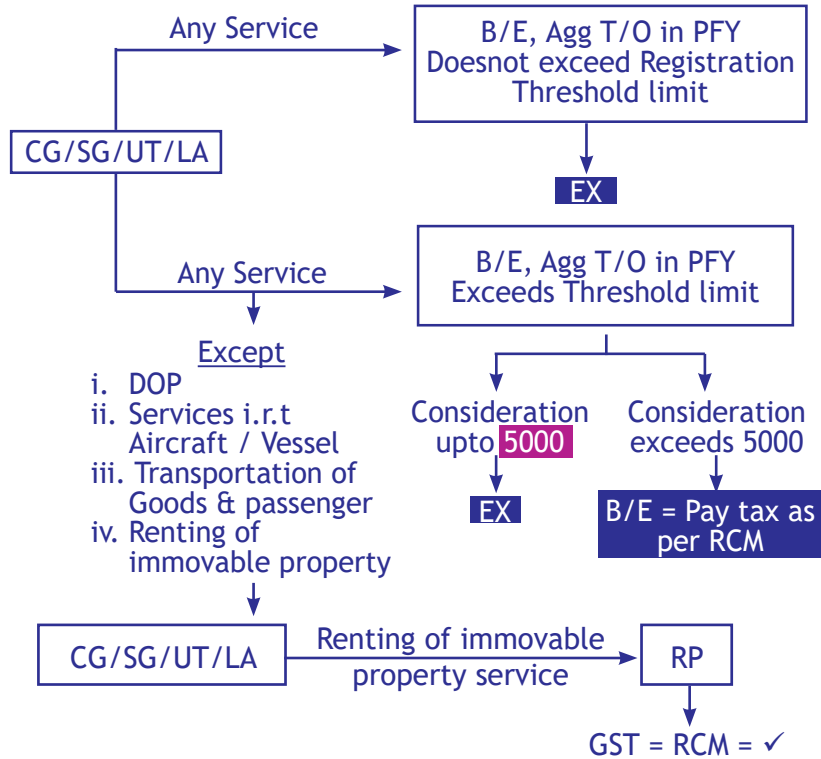 Any Service
B/E, Agg T/O in PFY
Doesnot exceed Registration
Threshold limit
CG/SG/UT/LA
EX
Any Service
B/E, Agg T/O in PFY
Exceeds Threshold limit
Except
i. DOP
ii. Services i.r.t
Aircraft / Vessel
iii. Transportation of
Goods & passenger
iv. Renting of
immovable property
Consideration
upto 5000
EX
Consideration
exceeds 5000
B/E = Pay tax as
per RCM
CG/SG/UT/LA
Renting of immovable
property service
RP
GST = RCM = ✓